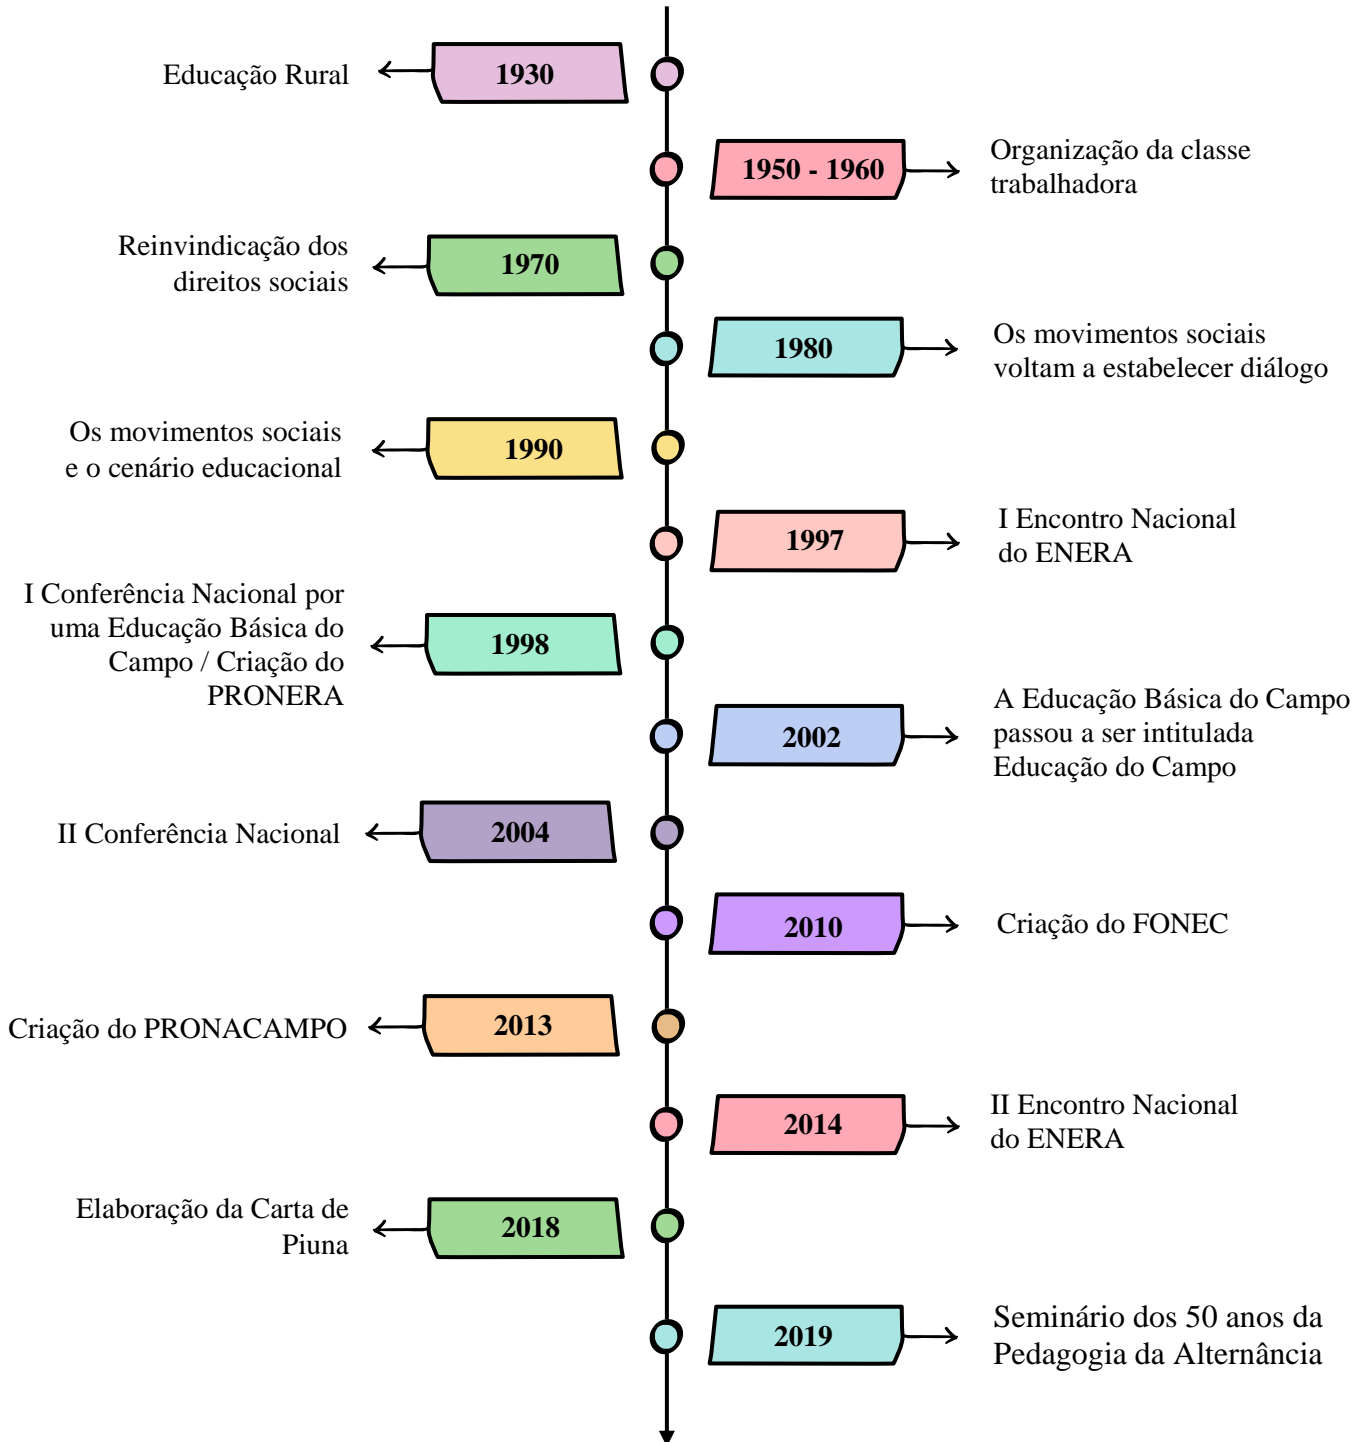 Educação Rural
1930
1950 - 1960
Organização da classe
trabalhadora
Reinvindicação dos
direitos sociais
1970
1980
Os movimentos sociais
voltam a estabelecer diálogo
Os movimentos sociais
e o cenário educacional
1990
1997
I Encontro Nacional
do ENERA
I Conferência Nacional por
uma Educação Básica do
Campo / Criação do
PRONERA
1998
2002
A Educação Básica do Campo
passou a ser intitulada
Educação do Campo
II Conferência Nacional
2004
2010
Criação do FONEC
Criação do PRONACAMPO
2013
2014
II Encontro Nacional
do ENERA
Elaboração da Carta de
Piuna
2018
2019
Seminário dos 50 anos da
Pedagogia da Alternância